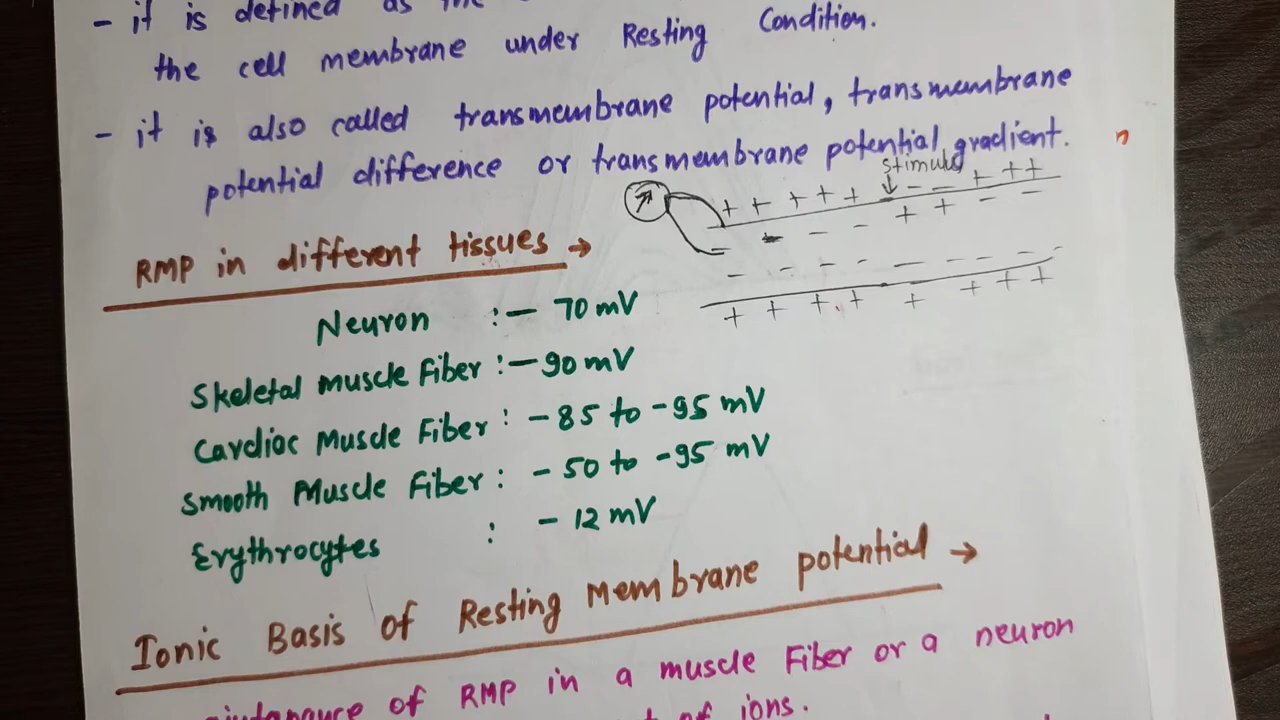 - it is defined as the
the cell membrane under Resting Condition.
- it is also called transmembrane potential, transmembrane
potential difference or transmembrane potential gradient.
stimulu
RMP in different tissues →
Neuron :- 70 mV
Skeletal muscle Fiber :- 90 mV
Cardiac Muscle Fiber : - 85 to -95 mV
Smooth Muscle Fiber : - 50 to -95 mV
Erythrocytes : - 12 mV
Ionic Basis of Resting Membrane potential →
of RMP in a muscle Fiber or a neuron
of ions.